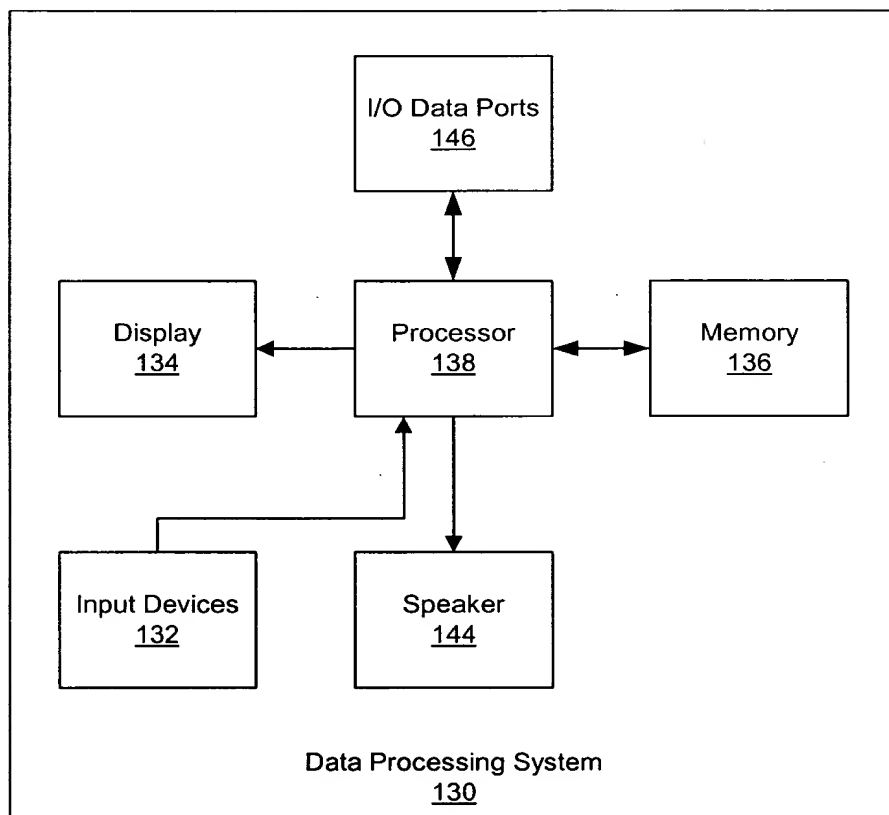 I/O Data Ports
146
Display
134
Processor
138
Memory
136
Input Devices
132
Speaker
144
Data Processing System
130